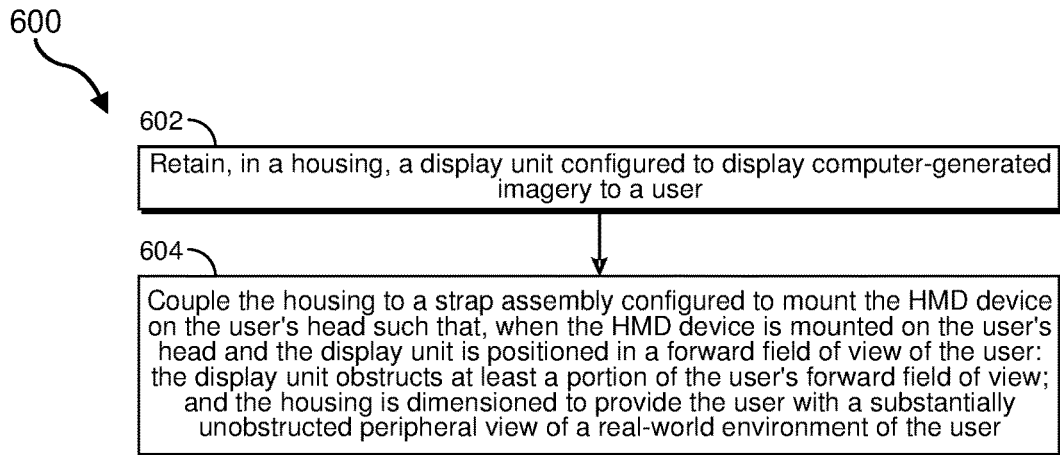 600
602
Retain, in a housing, a display unit configured to display computer-generated
imagery to a user
604
Couple the housing to a strap assembly configured to mount the HMD device
on the user's head such that, when the HMD device is mounted on the user's
head and the display unit is positioned in a forward field of view of the user:
the display unit obstructs at least a portion of the user's forward field of view;
and the housing is dimensioned to provide the user with a substantially
unobstructed peripheral view of a real-world environment of the user